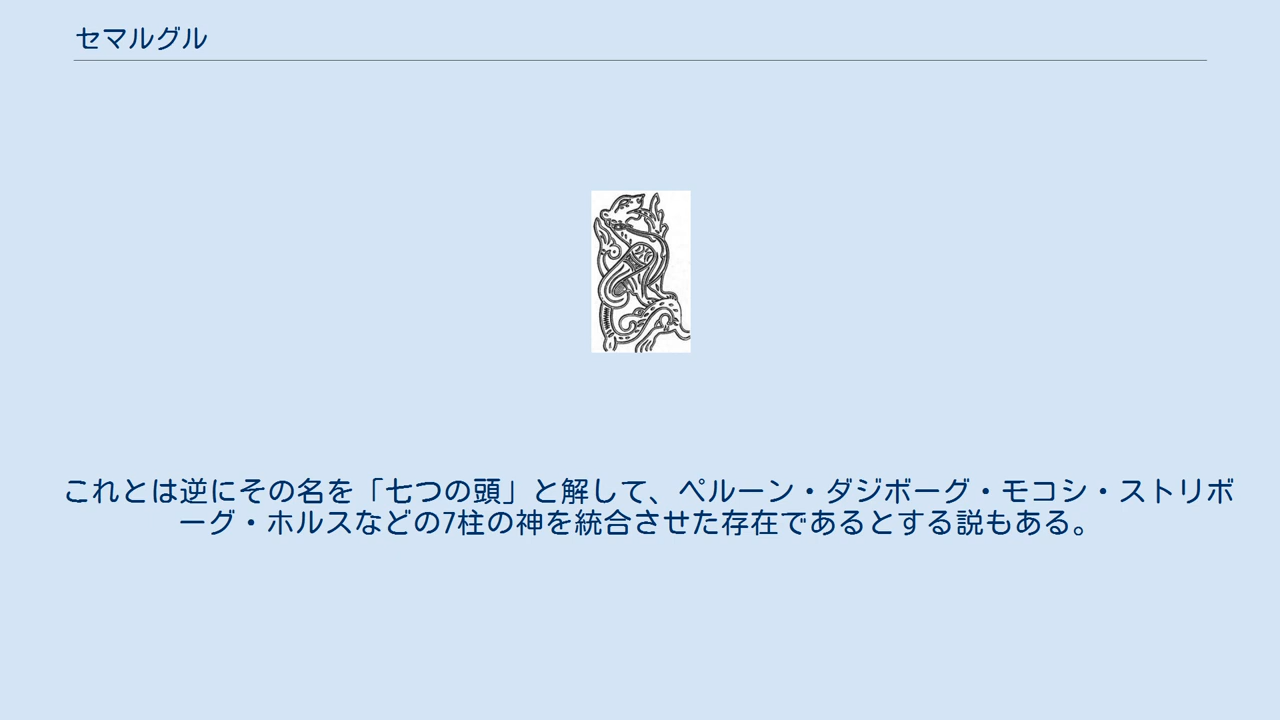 セマルグル
これとは逆にその名を「七つの頭」と解して、ペルーン・ダジボーグ・モコシ・ストリボ
ーグ・ホルスなどの7柱の神を統合させた存在であるとする説もある。